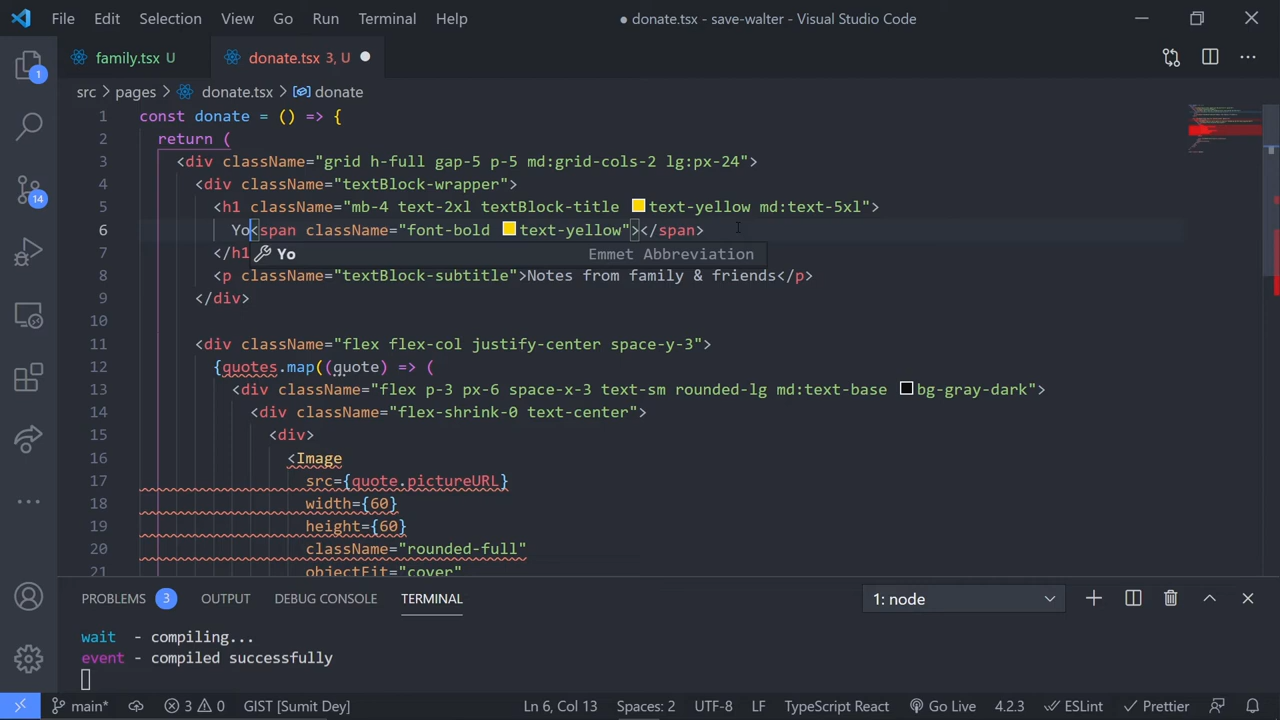 File Edit Selection View Go Run Terminal Help ● donate.tsx - save-walter - Visual Studio Code
family.tsx U donate.tsx 3, U ●
src > pages > donate.tsx > donate
1 const donate = () => {
2 return (
3 <div className="grid h-full gap-5 p-5 md:grid-cols-2 lg:px-24">
4 <div className="textBlock-wrapper">
5 <h1 className="mb-4 text-2xl textBlock-title text-yellow md:text-5xl">
6 Yo<span className="font-bold text-yellow"></span>
7 </h1 Yo Emmet Abbreviation
8 <p className="textBlock-subtitle">Notes from family & friends</p>
9 </div>
10
11 <div className="flex flex-col justify-center space-y-3">
12 {quotes.map((quote) => (
13 <div className="flex p-3 px-6 space-x-3 text-sm rounded-lg md:text-base bg-gray-dark">
14 <div className="flex-shrink-0 text-center">
15 <div>
16 <Image
17 src={quote.pictureURL}
18 width={60}
19 height={60}
20 className="rounded-full"
21 objectFit="cover"
1
14
PROBLEMS 3 OUTPUT DEBUG CONSOLE TERMINAL 1: node
wait - compiling...
event - compiled successfully
main* 3 0 GIST [Sumit Dey] Ln 6, Col 13 Spaces: 2 UTF-8 LF TypeScript React Go Live 4.2.3 ESLint Prettier